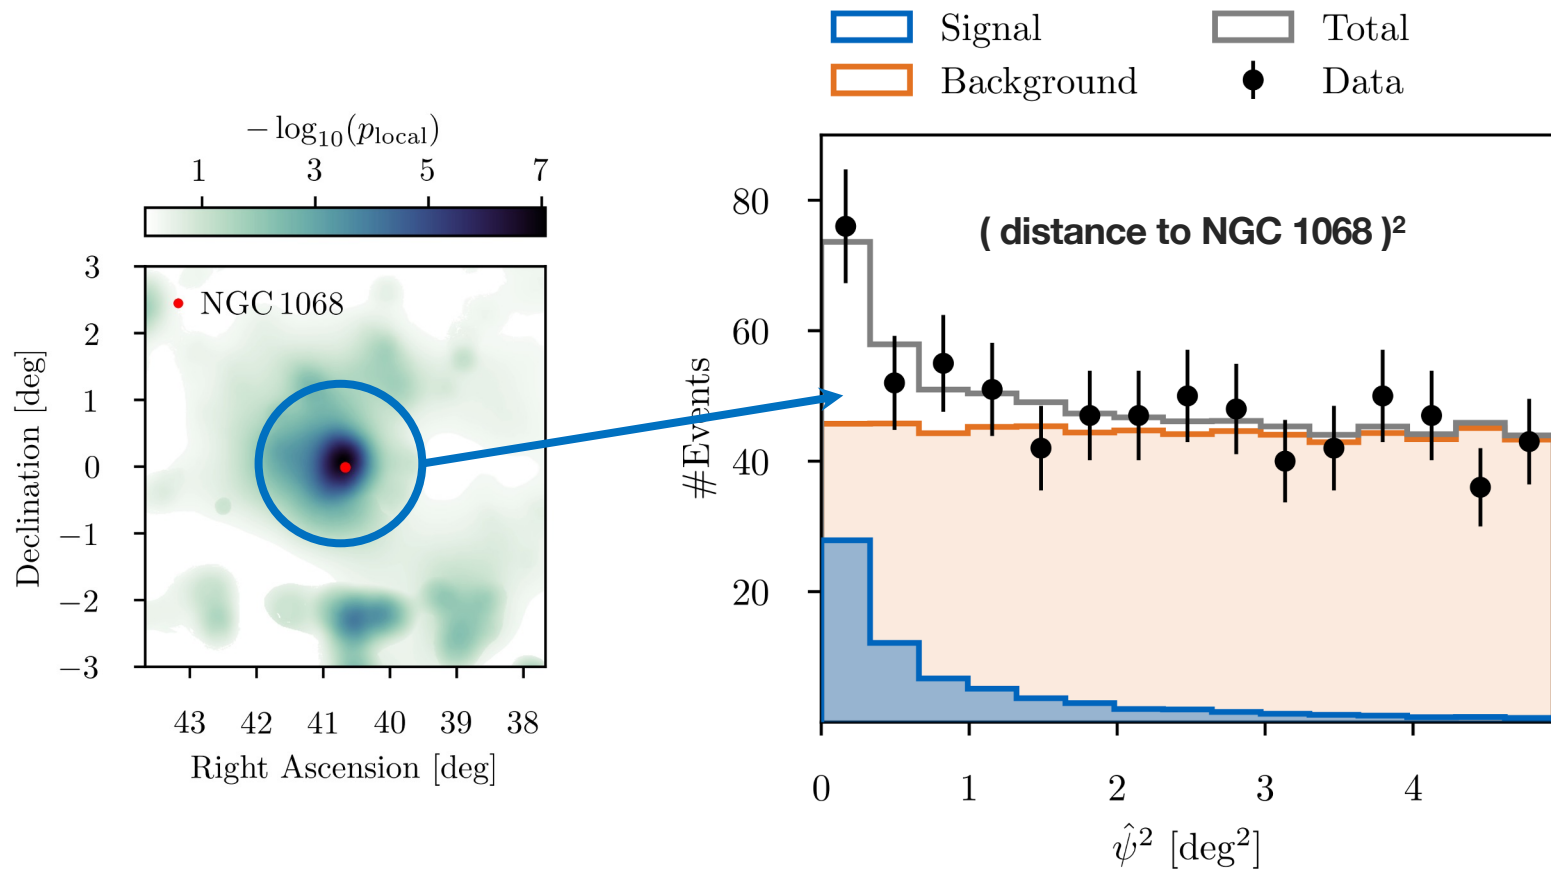 − log₁₀(p_local)
1 3 5 7
NGC 1068
3
2
1
0
−1
−2
−3
Declination [deg]
43 42 41 40 39 38
Right Ascension [deg]
Signal
Total
Background
Data
( distance to NGC 1068 )²
80
60
40
20
#Events
0 1 2 3 4
ψ̂² [deg²]